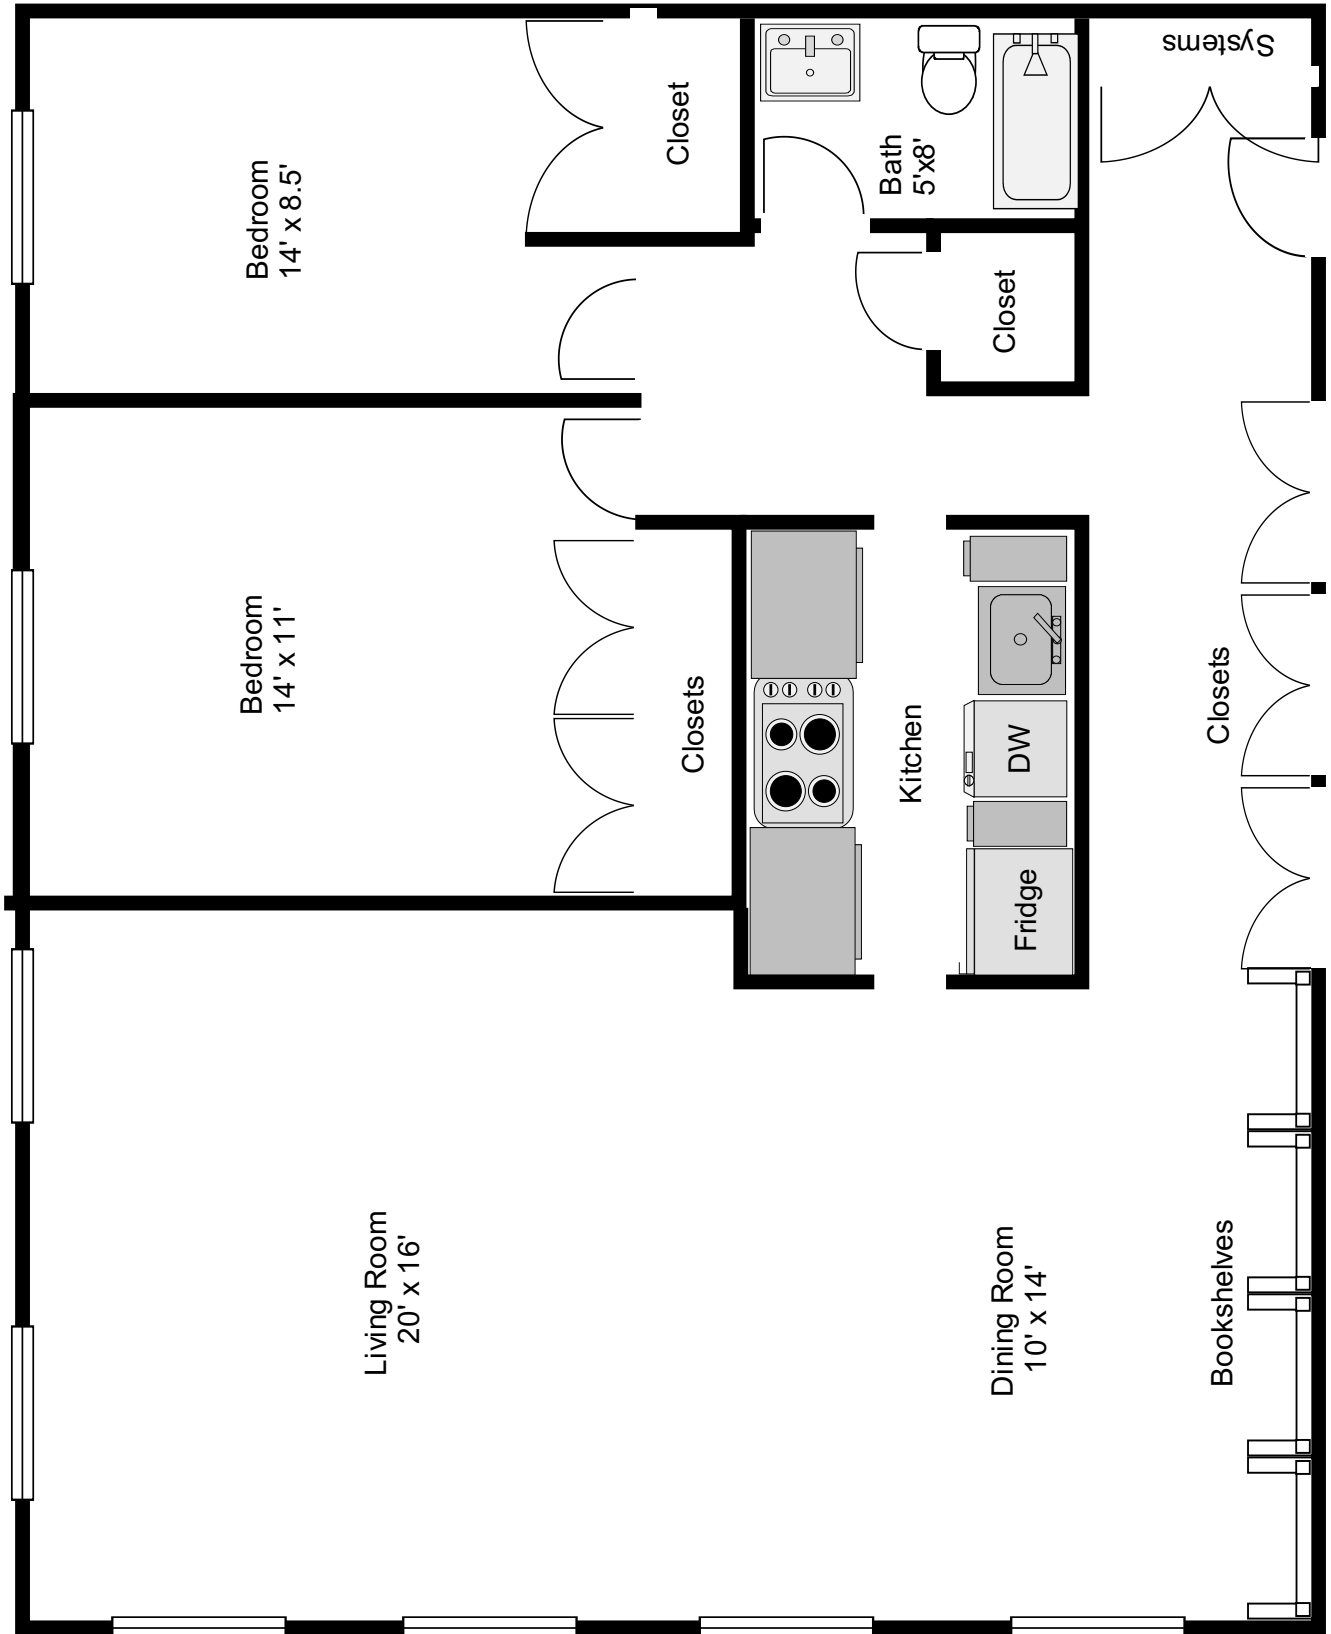 Systems
Closet
Bath
5'x8'
Bedroom
14' x 8.5'
Closet
Bedroom
14' x 11'
Closets
Kitchen
DW
Fridge
Closets
Living Room
20' x 16'
Dining Room
10' x 14'
Bookshelves